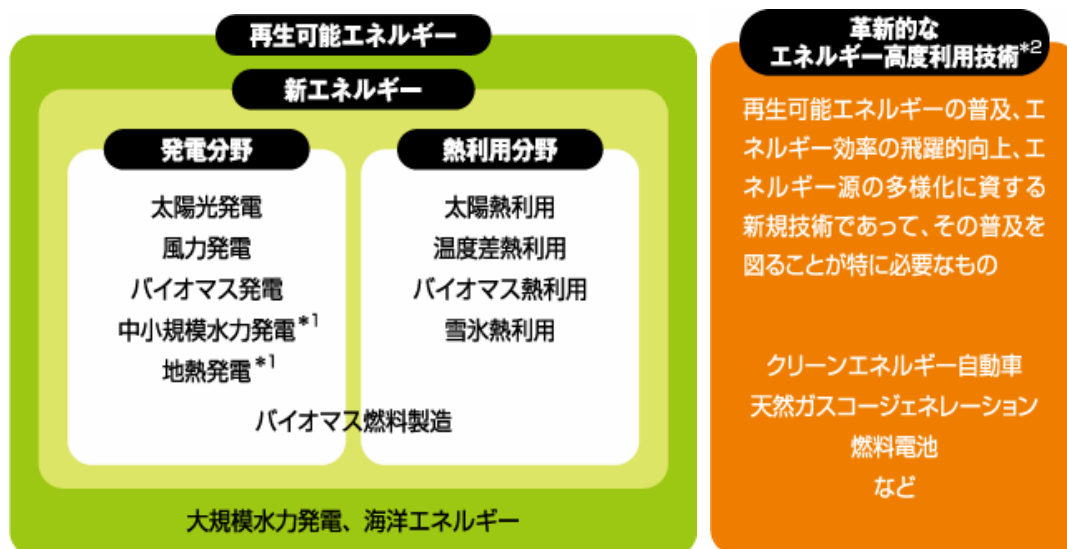 再生可能エネルギー
新エネルギー
発電分野
太陽光発電
風力発電
バイオマス発電
中小規模水力発電*1
地熱発電*1
熱利用分野
太陽熱利用
温度差熱利用
バイオマス熱利用
雪氷熱利用
バイオマス燃料製造
大規模水力発電、海洋エネルギー
革新的な
エネルギー高度利用技術*2
再生可能エネルギーの普及、エ
ネルギー効率の飛躍的向上、エ
ネルギー源の多様化に資する
新規技術であって、その普及を
図ることが特に必要なもの
クリーンエネルギー自動車
天然ガスコージェネレーション
燃料電池
など